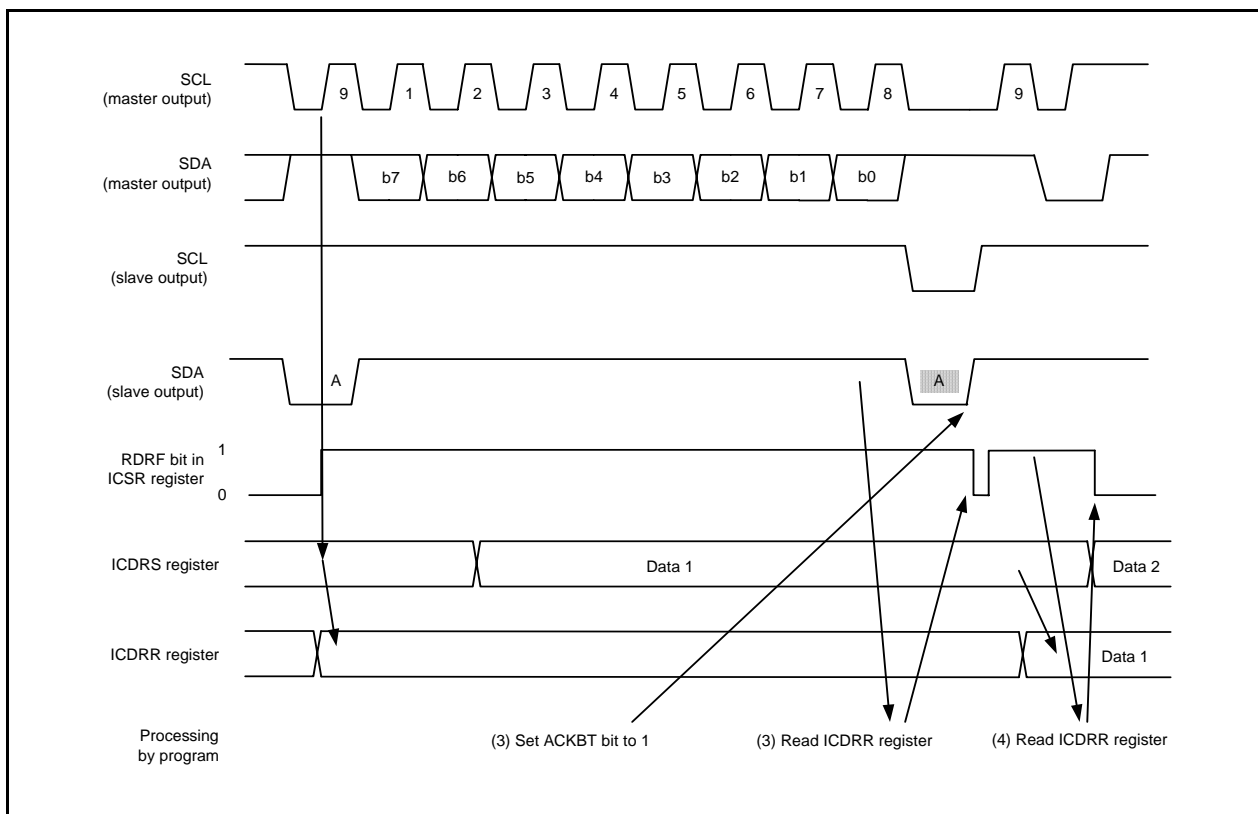 SCL
(master output)
9 1 2 3 4 5 6 7 8 9
SDA
(master output)
b7 b6 b5 b4 b3 b2 b1 b0
SCL
(slave output)
SDA
(slave output)
A A
RDRF bit in
ICSR register
1
0
ICDRS register
Data 1 Data 2
ICDRR register
Data 1
Processing
by program
(3) Set ACKBT bit to 1 (3) Read ICDRR register (4) Read ICDRR register